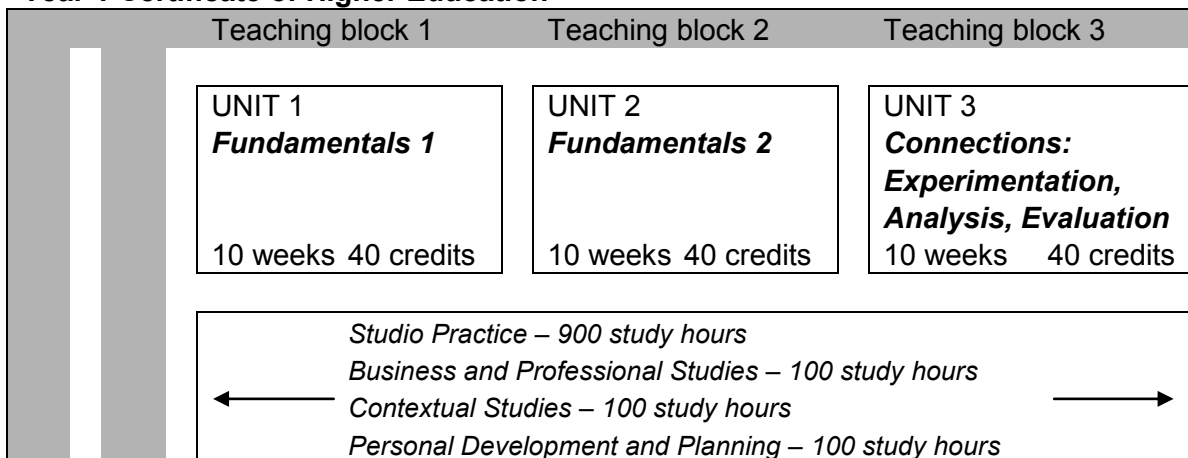 Year 1 Certificate of Higher Education
Teaching block 1 Teaching block 2 Teaching block 3
UNIT 1
Fundamentals 1
10 weeks 40 credits
UNIT 2
Fundamentals 2
10 weeks 40 credits
UNIT 3
Connections:
Experimentation,
Analysis, Evaluation
10 weeks 40 credits
Studio Practice – 900 study hours
Business and Professional Studies – 100 study hours
Contextual Studies – 100 study hours
Personal Development and Planning – 100 study hours